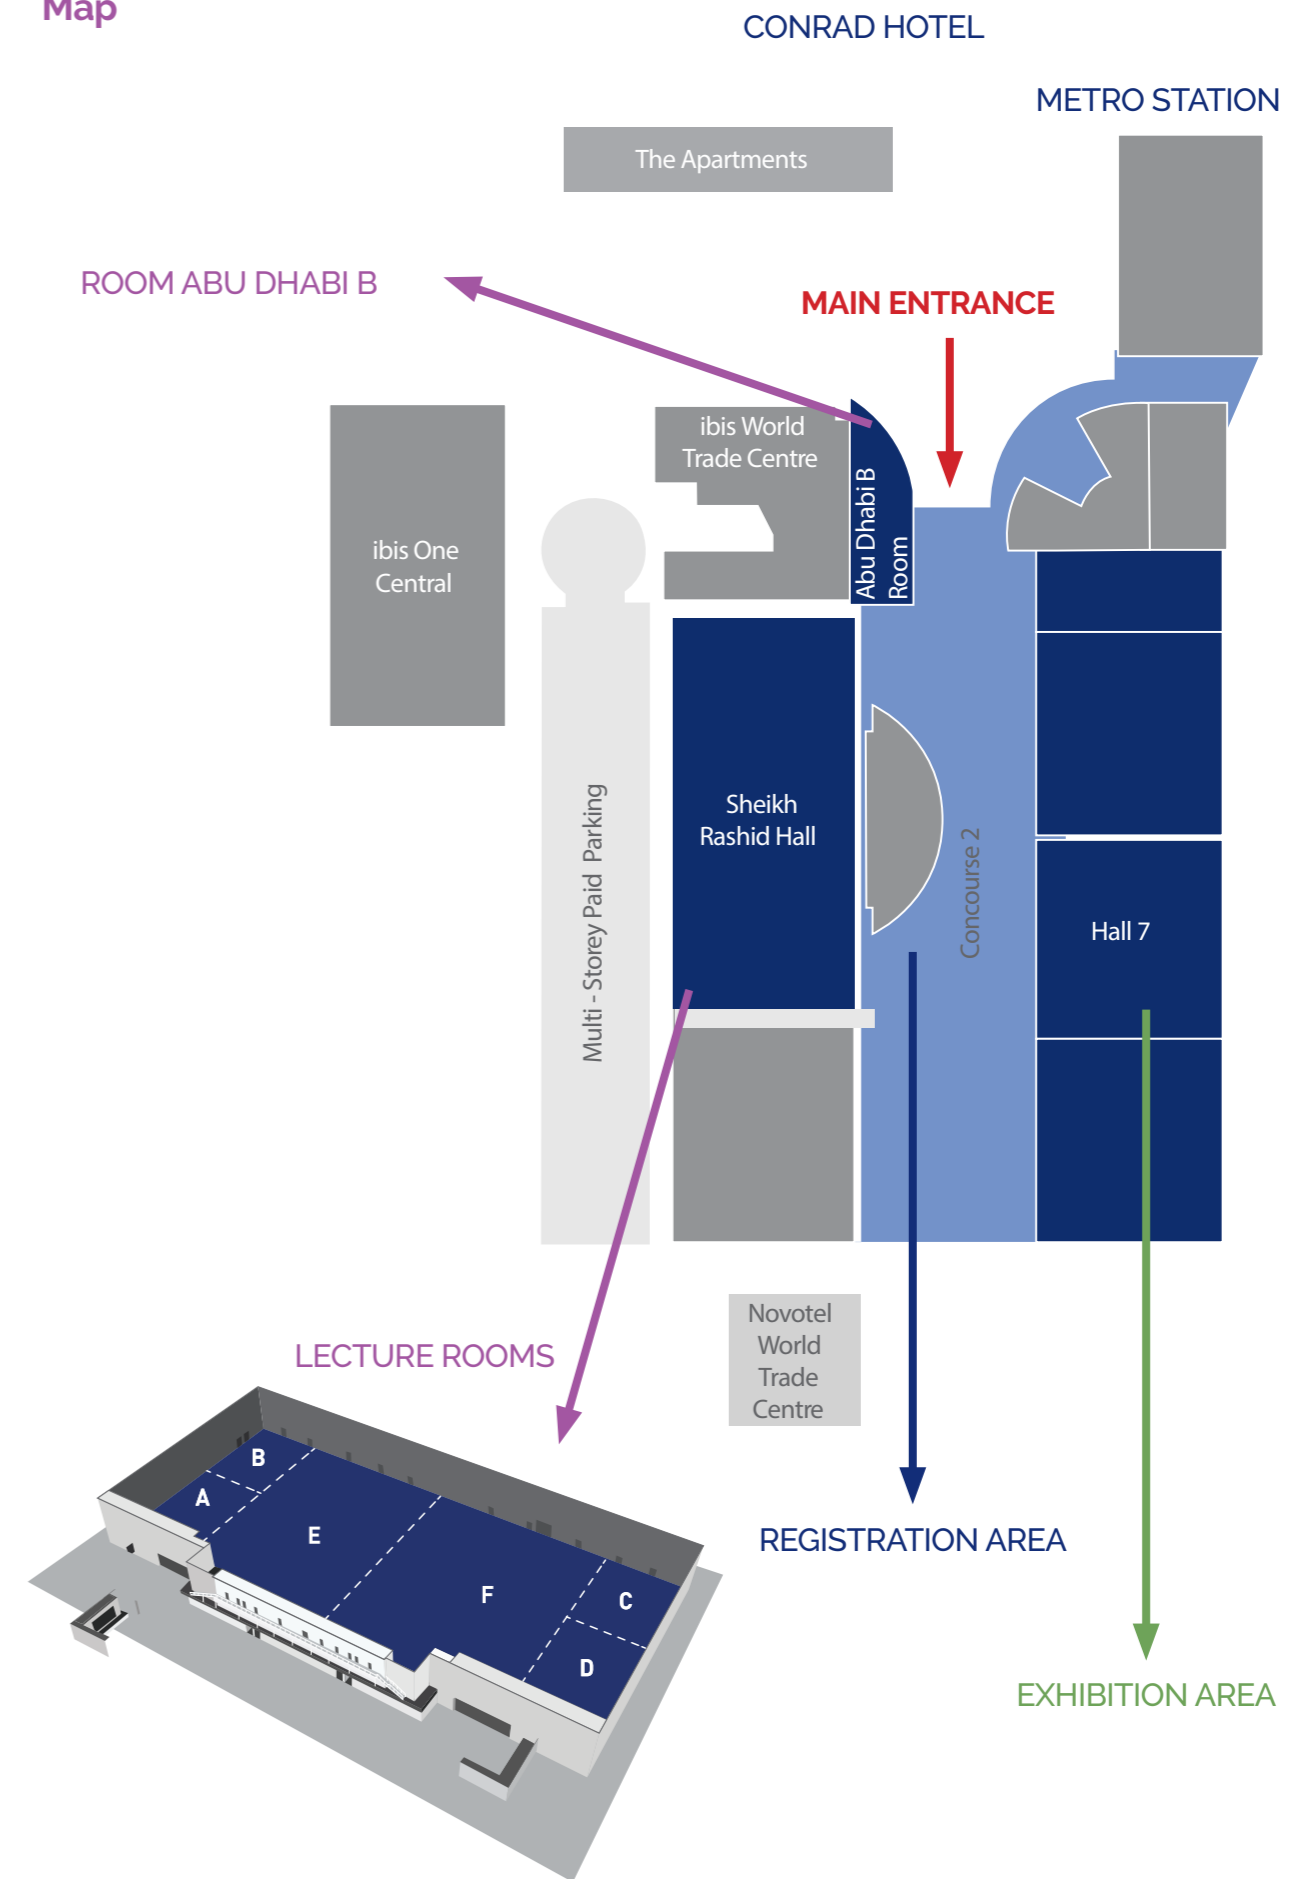 Map
CONRAD HOTEL
METRO STATION
The Apartments
ROOM ABU DHABI B
MAIN ENTRANCE
ibis World
Trade Centre
Abu Dhabi B
Room
ibis One
Central
Multi - Storey Paid Parking
Sheikh
Rashid Hall
Concourse 2
Hall 7
Novotel
World
Trade
Centre
LECTURE ROOMS
B
A
E
F
C
D
REGISTRATION AREA
EXHIBITION AREA